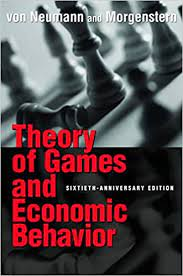 von Neumann and Morgenstern
Theory of Games
and Economic
Behavior
SIXTIETH-ANNIVERSARY EDITION